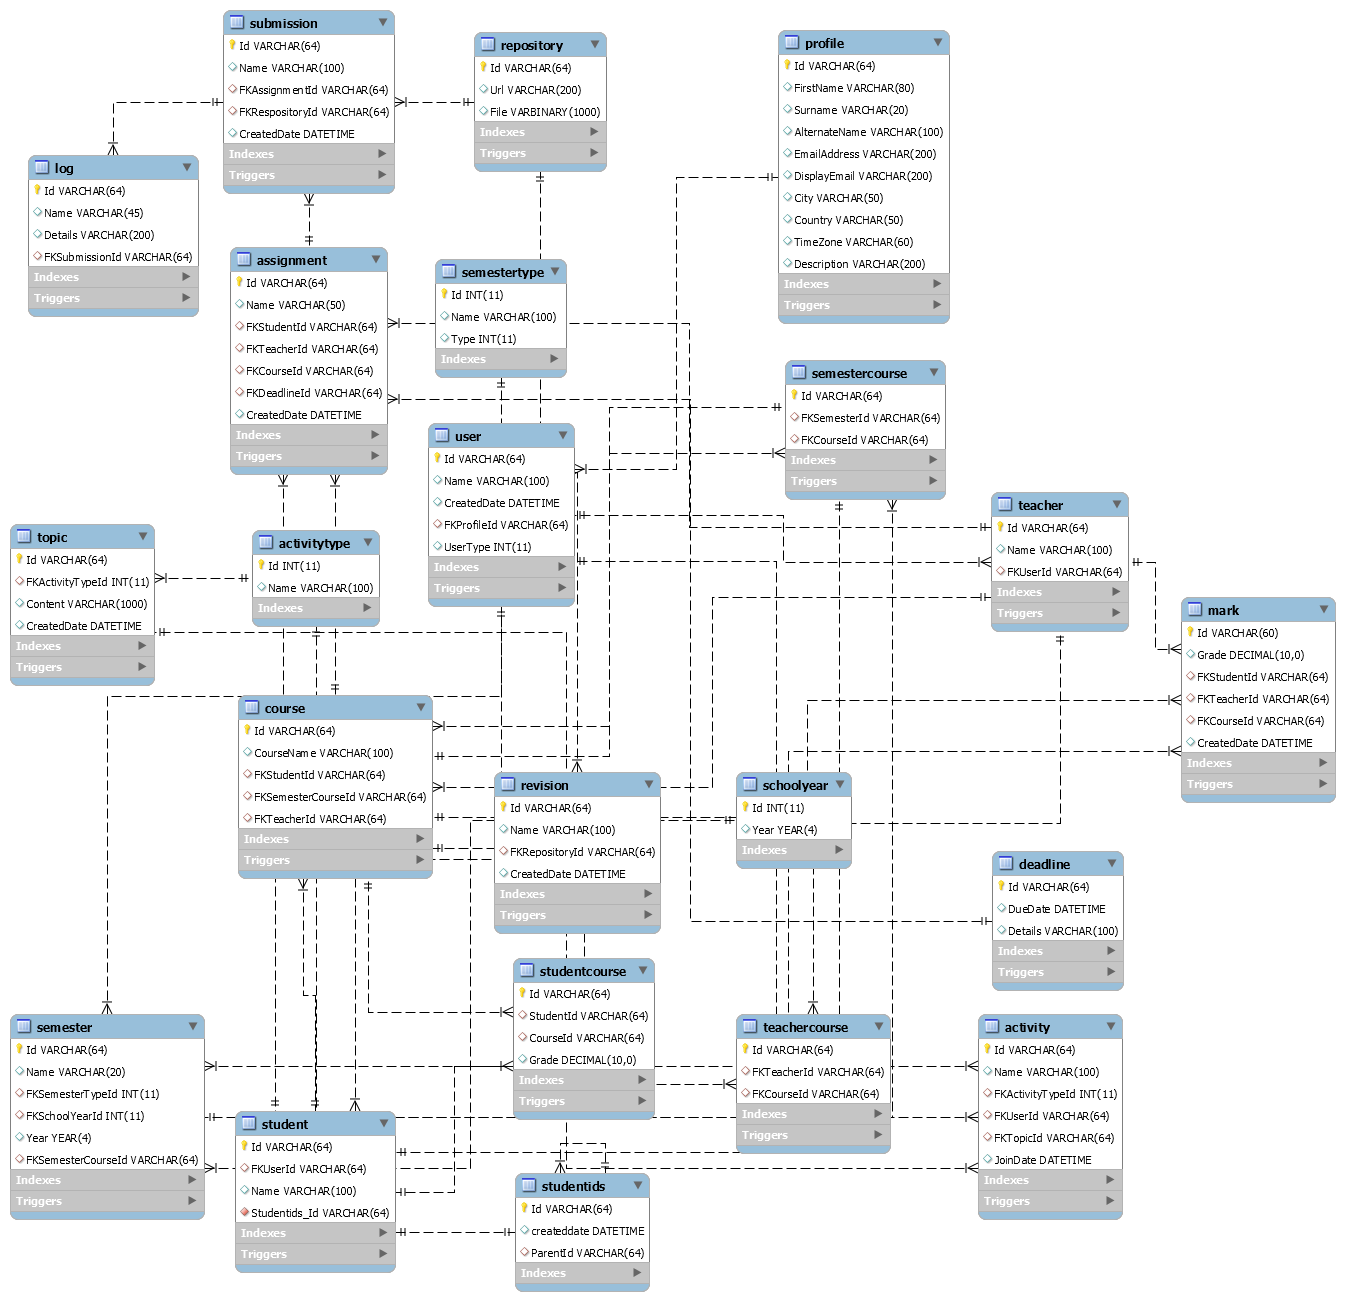 submission
Id VARCHAR(64)
Name VARCHAR(100)
FKAssignmentId VARCHAR(64)
FKRespositoryId VARCHAR(64)
CreatedDate DATETIME
Indexes
Triggers
repository
Id VARCHAR(64)
Url VARCHAR(200)
File VARBINARY(1000)
Indexes
Triggers
profile
Id VARCHAR(64)
FirstName VARCHAR(80)
Surname VARCHAR(20)
AlternateName VARCHAR(100)
EmailAddress VARCHAR(200)
DisplayEmail VARCHAR(200)
City VARCHAR(50)
Country VARCHAR(50)
TimeZone VARCHAR(60)
Description VARCHAR(200)
Indexes
Triggers
log
Id VARCHAR(64)
Name VARCHAR(45)
Details VARCHAR(200)
FKSubmissionId VARCHAR(64)
Indexes
Triggers
assignment
Id VARCHAR(64)
Name VARCHAR(50)
FKStudentId VARCHAR(64)
FKTeacherId VARCHAR(64)
FKCourseId VARCHAR(64)
FKDeadlineId VARCHAR(64)
CreatedDate DATETIME
Indexes
Triggers
semestertype
Id INT(11)
Name VARCHAR(100)
Type INT(11)
Indexes
semestercourse
Id VARCHAR(64)
FKSemesterId VARCHAR(64)
FKCourseId VARCHAR(64)
Indexes
Triggers
user
Id VARCHAR(64)
Name VARCHAR(100)
CreatedDate DATETIME
FKProfileId VARCHAR(64)
UserType INT(11)
Indexes
Triggers
teacher
Id VARCHAR(64)
Name VARCHAR(100)
FKUserId VARCHAR(64)
Indexes
Triggers
topic
Id VARCHAR(64)
FKActivityTypeId INT(11)
Content VARCHAR(1000)
CreatedDate DATETIME
Indexes
Triggers
activitytype
Id INT(11)
Name VARCHAR(100)
Indexes
mark
Id VARCHAR(60)
Grade DECIMAL(10,0)
FKStudentId VARCHAR(64)
FKTeacherId VARCHAR(64)
FKCourseId VARCHAR(64)
CreatedDate DATETIME
Indexes
Triggers
course
Id VARCHAR(64)
CourseName VARCHAR(100)
FKStudentId VARCHAR(64)
FKSemesterCourseId VARCHAR(64)
FKTeacherId VARCHAR(64)
Indexes
Triggers
revision
Id VARCHAR(64)
Name VARCHAR(100)
FKRepositoryId VARCHAR(64)
CreatedDate DATETIME
Indexes
Triggers
schoolyear
Id INT(11)
Year YEAR(4)
Indexes
deadline
Id VARCHAR(64)
DueDate DATETIME
Details VARCHAR(100)
Indexes
Triggers
studentcourse
Id VARCHAR(64)
StudentId VARCHAR(64)
CourseId VARCHAR(64)
Grade DECIMAL(10,0)
Indexes
Triggers
semester
Id VARCHAR(64)
Name VARCHAR(20)
FKSemesterTypeId INT(11)
FKSchoolYearId INT(11)
Year YEAR(4)
FKSemesterCourseId VARCHAR(64)
Indexes
Triggers
teachercourse
Id VARCHAR(64)
FKTeacherId VARCHAR(64)
FKCourseId VARCHAR(64)
Indexes
Triggers
activity
Id VARCHAR(64)
Name VARCHAR(100)
FKActivityTypeId INT(11)
FKUserId VARCHAR(64)
FKTopicId VARCHAR(64)
JoinDate DATETIME
Indexes
Triggers
student
Id VARCHAR(64)
FKUserId VARCHAR(64)
Name VARCHAR(100)
Studentids_Id VARCHAR(64)
Indexes
Triggers
studentids
Id VARCHAR(64)
createddate DATETIME
ParentId VARCHAR(64)
Indexes